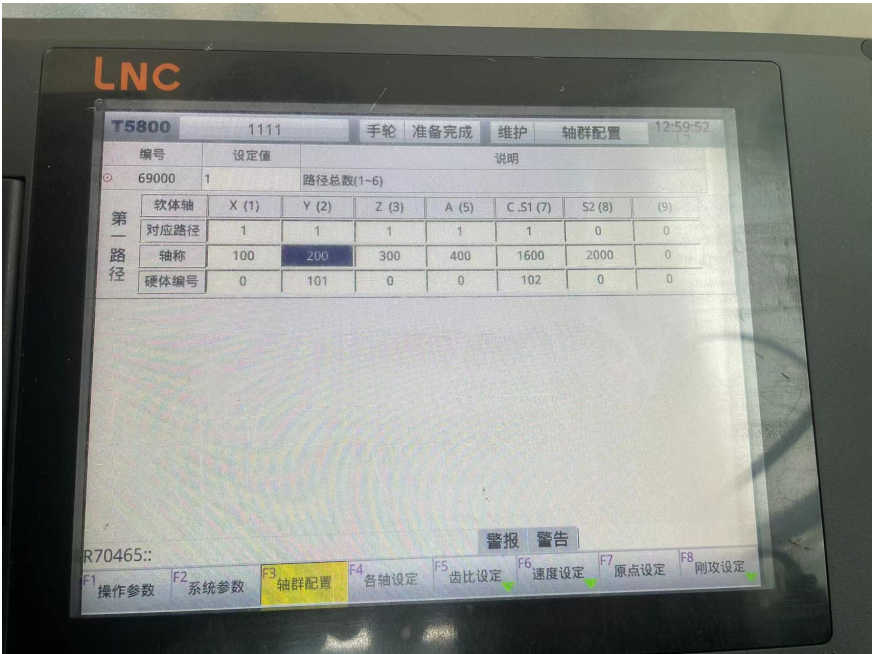 LNC
T5800 1111 手轮 准备完成 维护 轴群配置 12:59:52
编号 设定值 说明
69000 1 路径总数(1~6)
第一路径
软体轴 X (1) Y (2) Z (3) A (5) C .S1 (7) S2 (8) (9)
对应路径 1 1 1 1 1 0 0
轴称 100 200 300 400 1600 2000 0
硬体编号 0 101 0 0 102 0 0
警报 警告
R70465::
F1 操作参数 F2 系统参数 F3 轴群配置 F4 各轴设定 F5 齿比设定 F6 速度设定 F7 原点设定 F8 刚攻设定